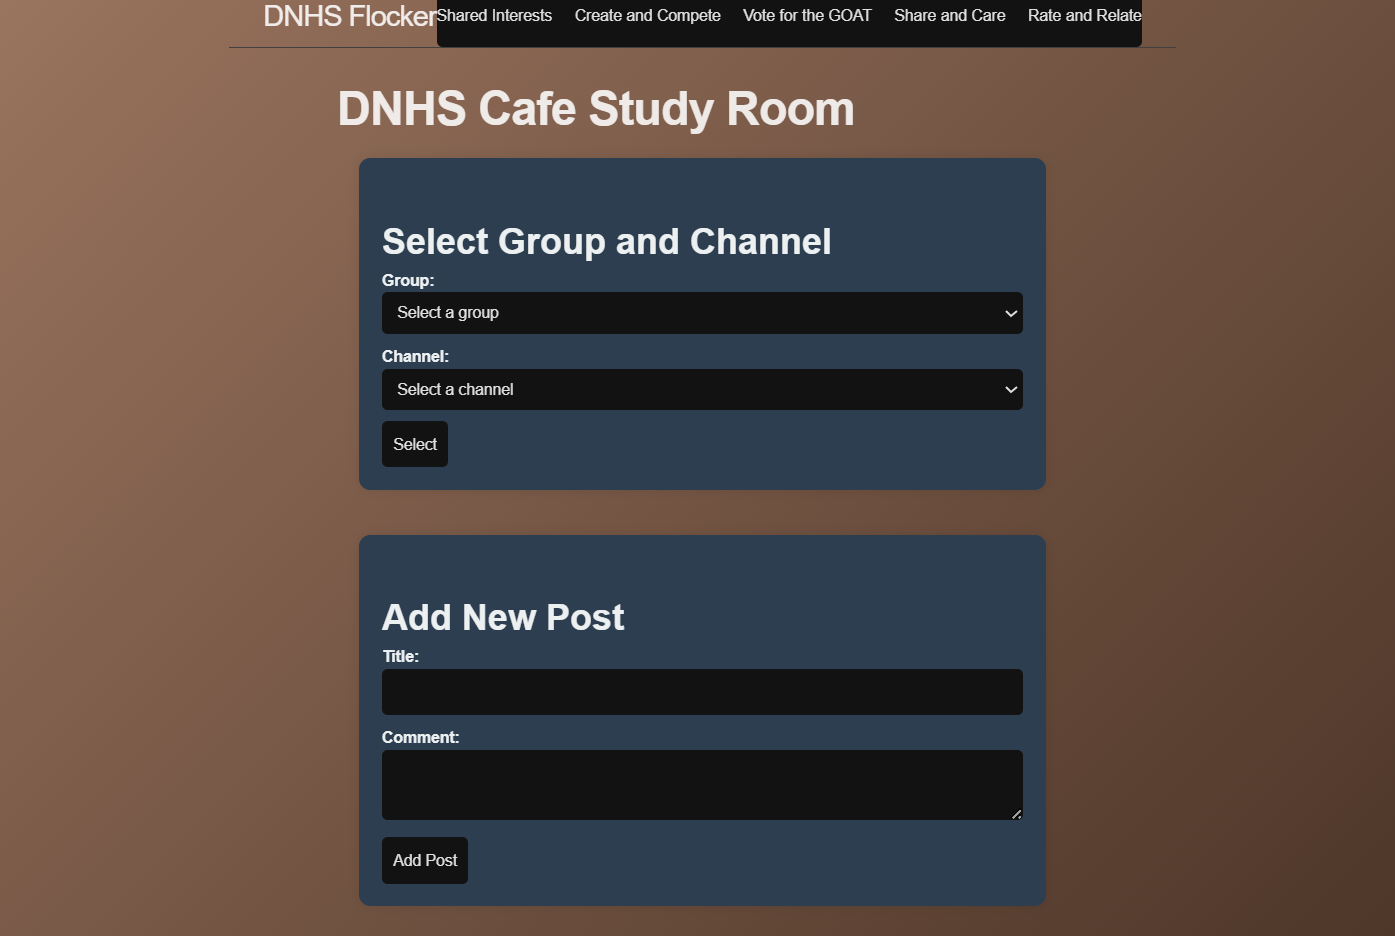 DNHS Flocker Shared Interests Create and Compete Vote for the GOAT Share and Care Rate and Relate
DNHS Cafe Study Room
Select Group and Channel
Group:
Select a group
Channel:
Select a channel
Select
Add New Post
Title:
Comment:
Add Post